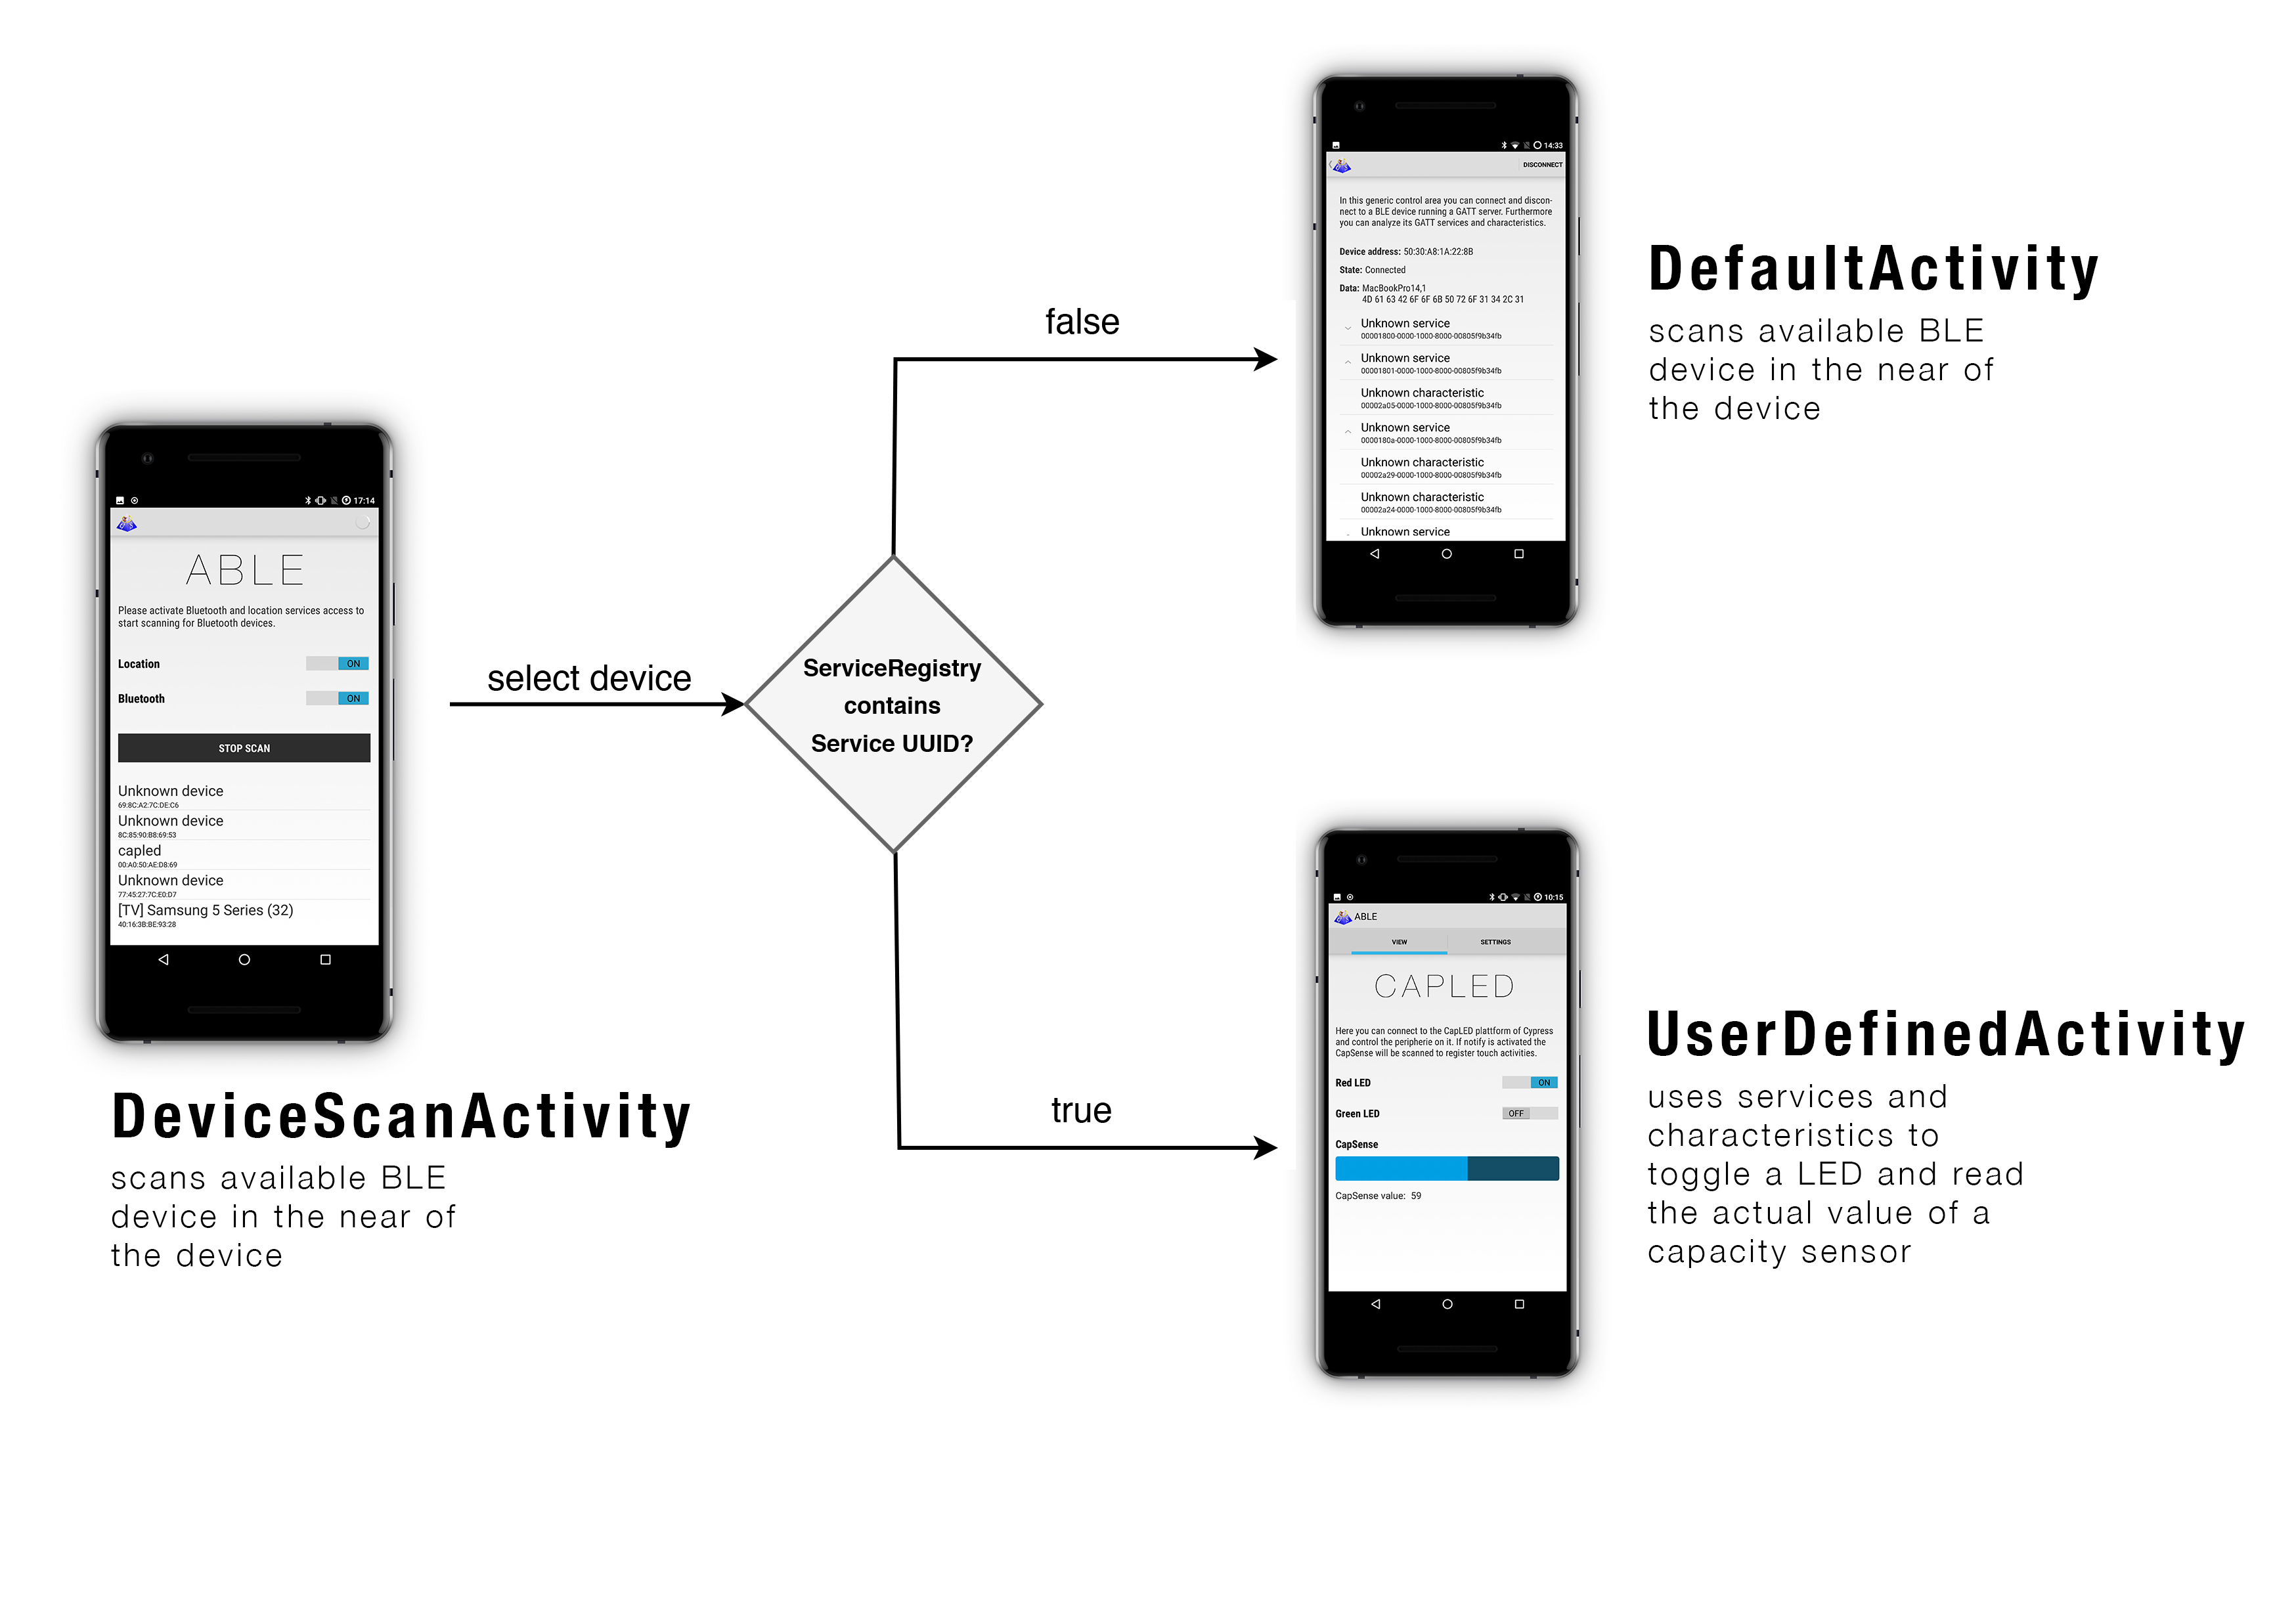 17:14
ABLE
Please activate Bluetooth and location services access to
start scanning for Bluetooth devices.
Location ON
Bluetooth ON
STOP SCAN
Unknown device
69:8C:A2:7C:DE:C6
Unknown device
8C:85:90:B8:69:53
capled
00:A0:50:AE:D8:69
Unknown device
77:45:27:7C:E0:D7
[TV] Samsung 5 Series (32)
40:16:3B:BE:93:28
DeviceScanActivity
scans available BLE
device in the near of
the device
select device
ServiceRegistry
contains
Service UUID?
false
true
14:33
DISCONNECT
In this generic control area you can connect and discon-
nect to a BLE device running a GATT server. Furthermore
you can analyze its GATT services and characteristics.
Device address: 50:30:A8:1A:22:8B
State: Connected
Data: MacBookPro14,1
4D 61 63 42 6F 6F 6B 50 72 6F 31 34 2C 31
Unknown service
00001800-0000-1000-8000-00805f9b34fb
Unknown service
00001801-0000-1000-8000-00805f9b34fb
Unknown characteristic
00002a05-0000-1000-8000-00805f9b34fb
Unknown service
0000180a-0000-1000-8000-00805f9b34fb
Unknown characteristic
00002a29-0000-1000-8000-00805f9b34fb
Unknown characteristic
00002a24-0000-1000-8000-00805f9b34fb
Unknown service
DefaultActivity
scans available BLE
device in the near of
the device
10:15
ABLE
VIEW SETTINGS
CAPLED
Here you can connect to the CapLED plattform of Cypress
and control the peripherie on it. If notify is activated the
CapSense will be scanned to register touch activities.
Red LED ON
Green LED OFF
CapSense
CapSense value: 59
UserDefinedActivity
uses services and
characteristics to
toggle a LED and read
the actual value of a
capacity sensor